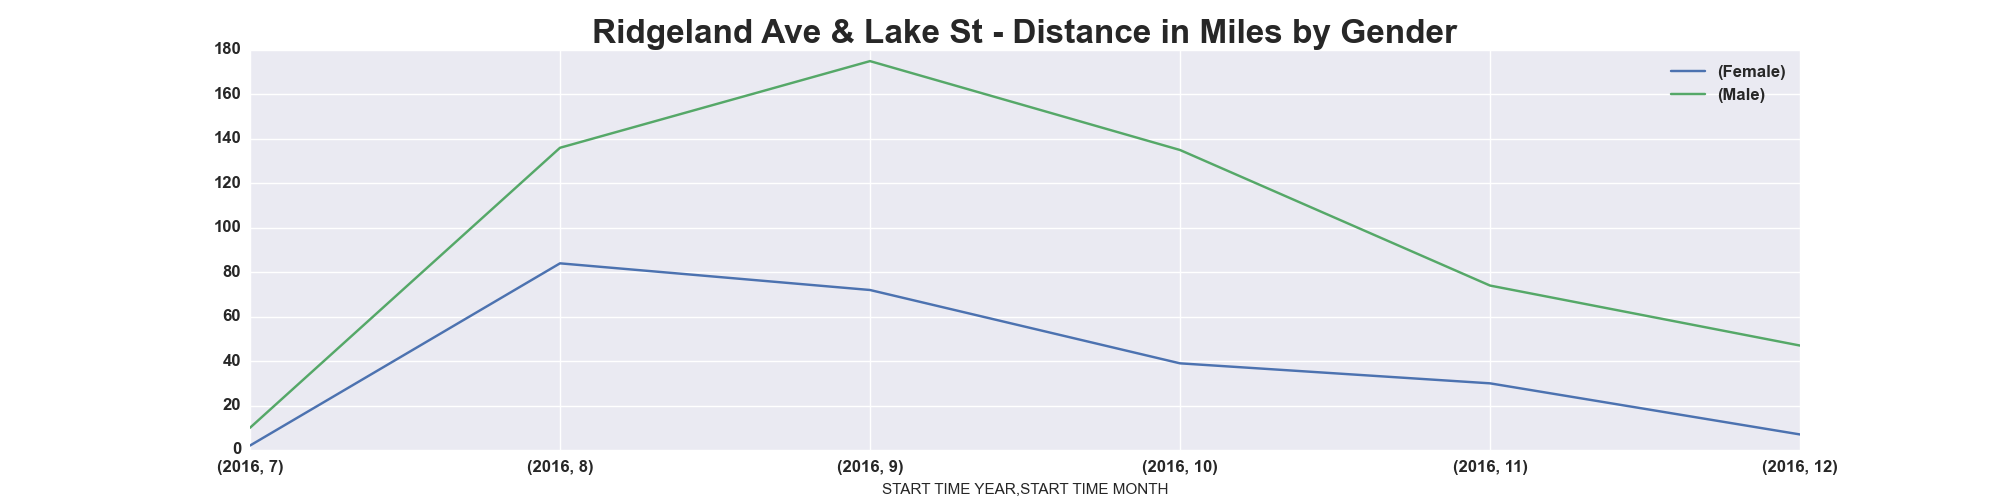 Ridgeland Ave & Lake St - Distance in Miles by Gender
180
160
140
120
100
80
60
40
20
0
(Female)
(Male)
(2016, 7) (2016, 8) (2016, 9) (2016, 10) (2016, 11) (2016, 12)
START TIME YEAR,START TIME MONTH